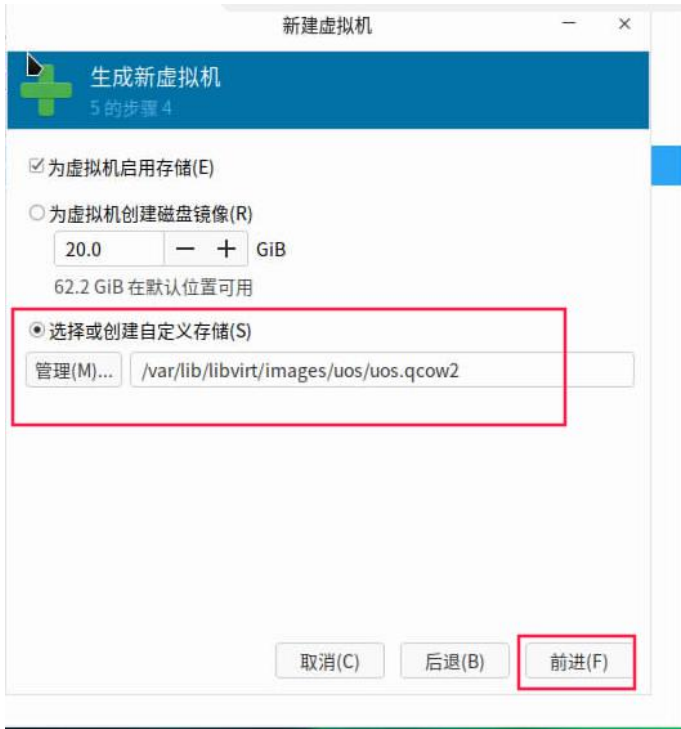 新建虚拟机
生成新虚拟机
5 的步骤 4
为虚拟机启用存储(E)
为虚拟机创建磁盘镜像(R)
20.0 GiB
62.2 GiB 在默认位置可用
选择或创建自定义存储(S)
管理(M)... /var/lib/libvirt/images/uos/uos.qcow2
取消(C) 后退(B) 前进(F)